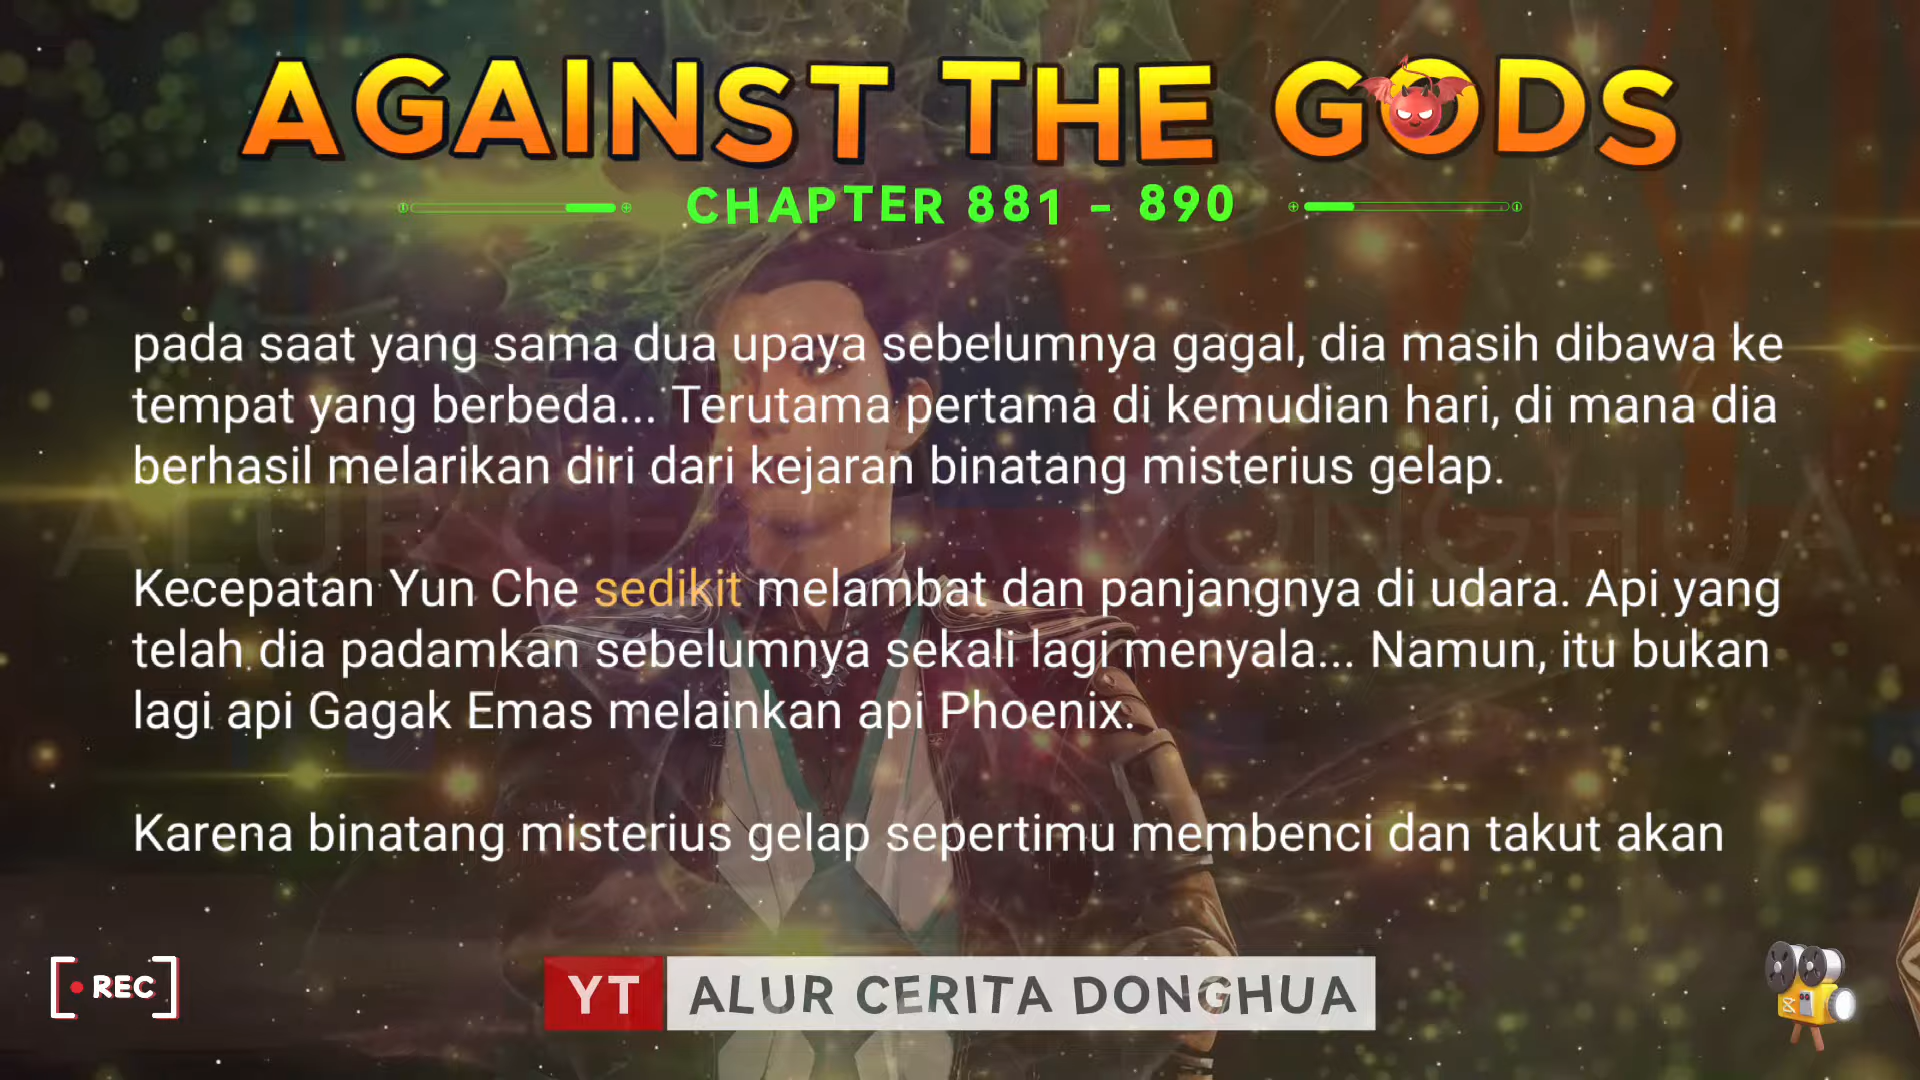 AGAINST THE GODS
CHAPTER 881 - 890
pada saat yang sama dua upaya sebelumnya gagal, dia masih dibawa ke
tempat yang berbeda... Terutama pertama di kemudian hari, di mana dia
berhasil melarikan diri dari kejaran binatang misterius gelap.
ALUR CERITA DONGHUA
Kecepatan Yun Che sedikit melambat dan panjangnya di udara. Api yang
telah dia padamkan sebelumnya sekali lagi menyala... Namun, itu bukan
lagi api Gagak Emas melainkan api Phoenix.
Karena binatang misterius gelap sepertimu membenci dan takut akan
REC
YT ALUR CERITA DONGHUA